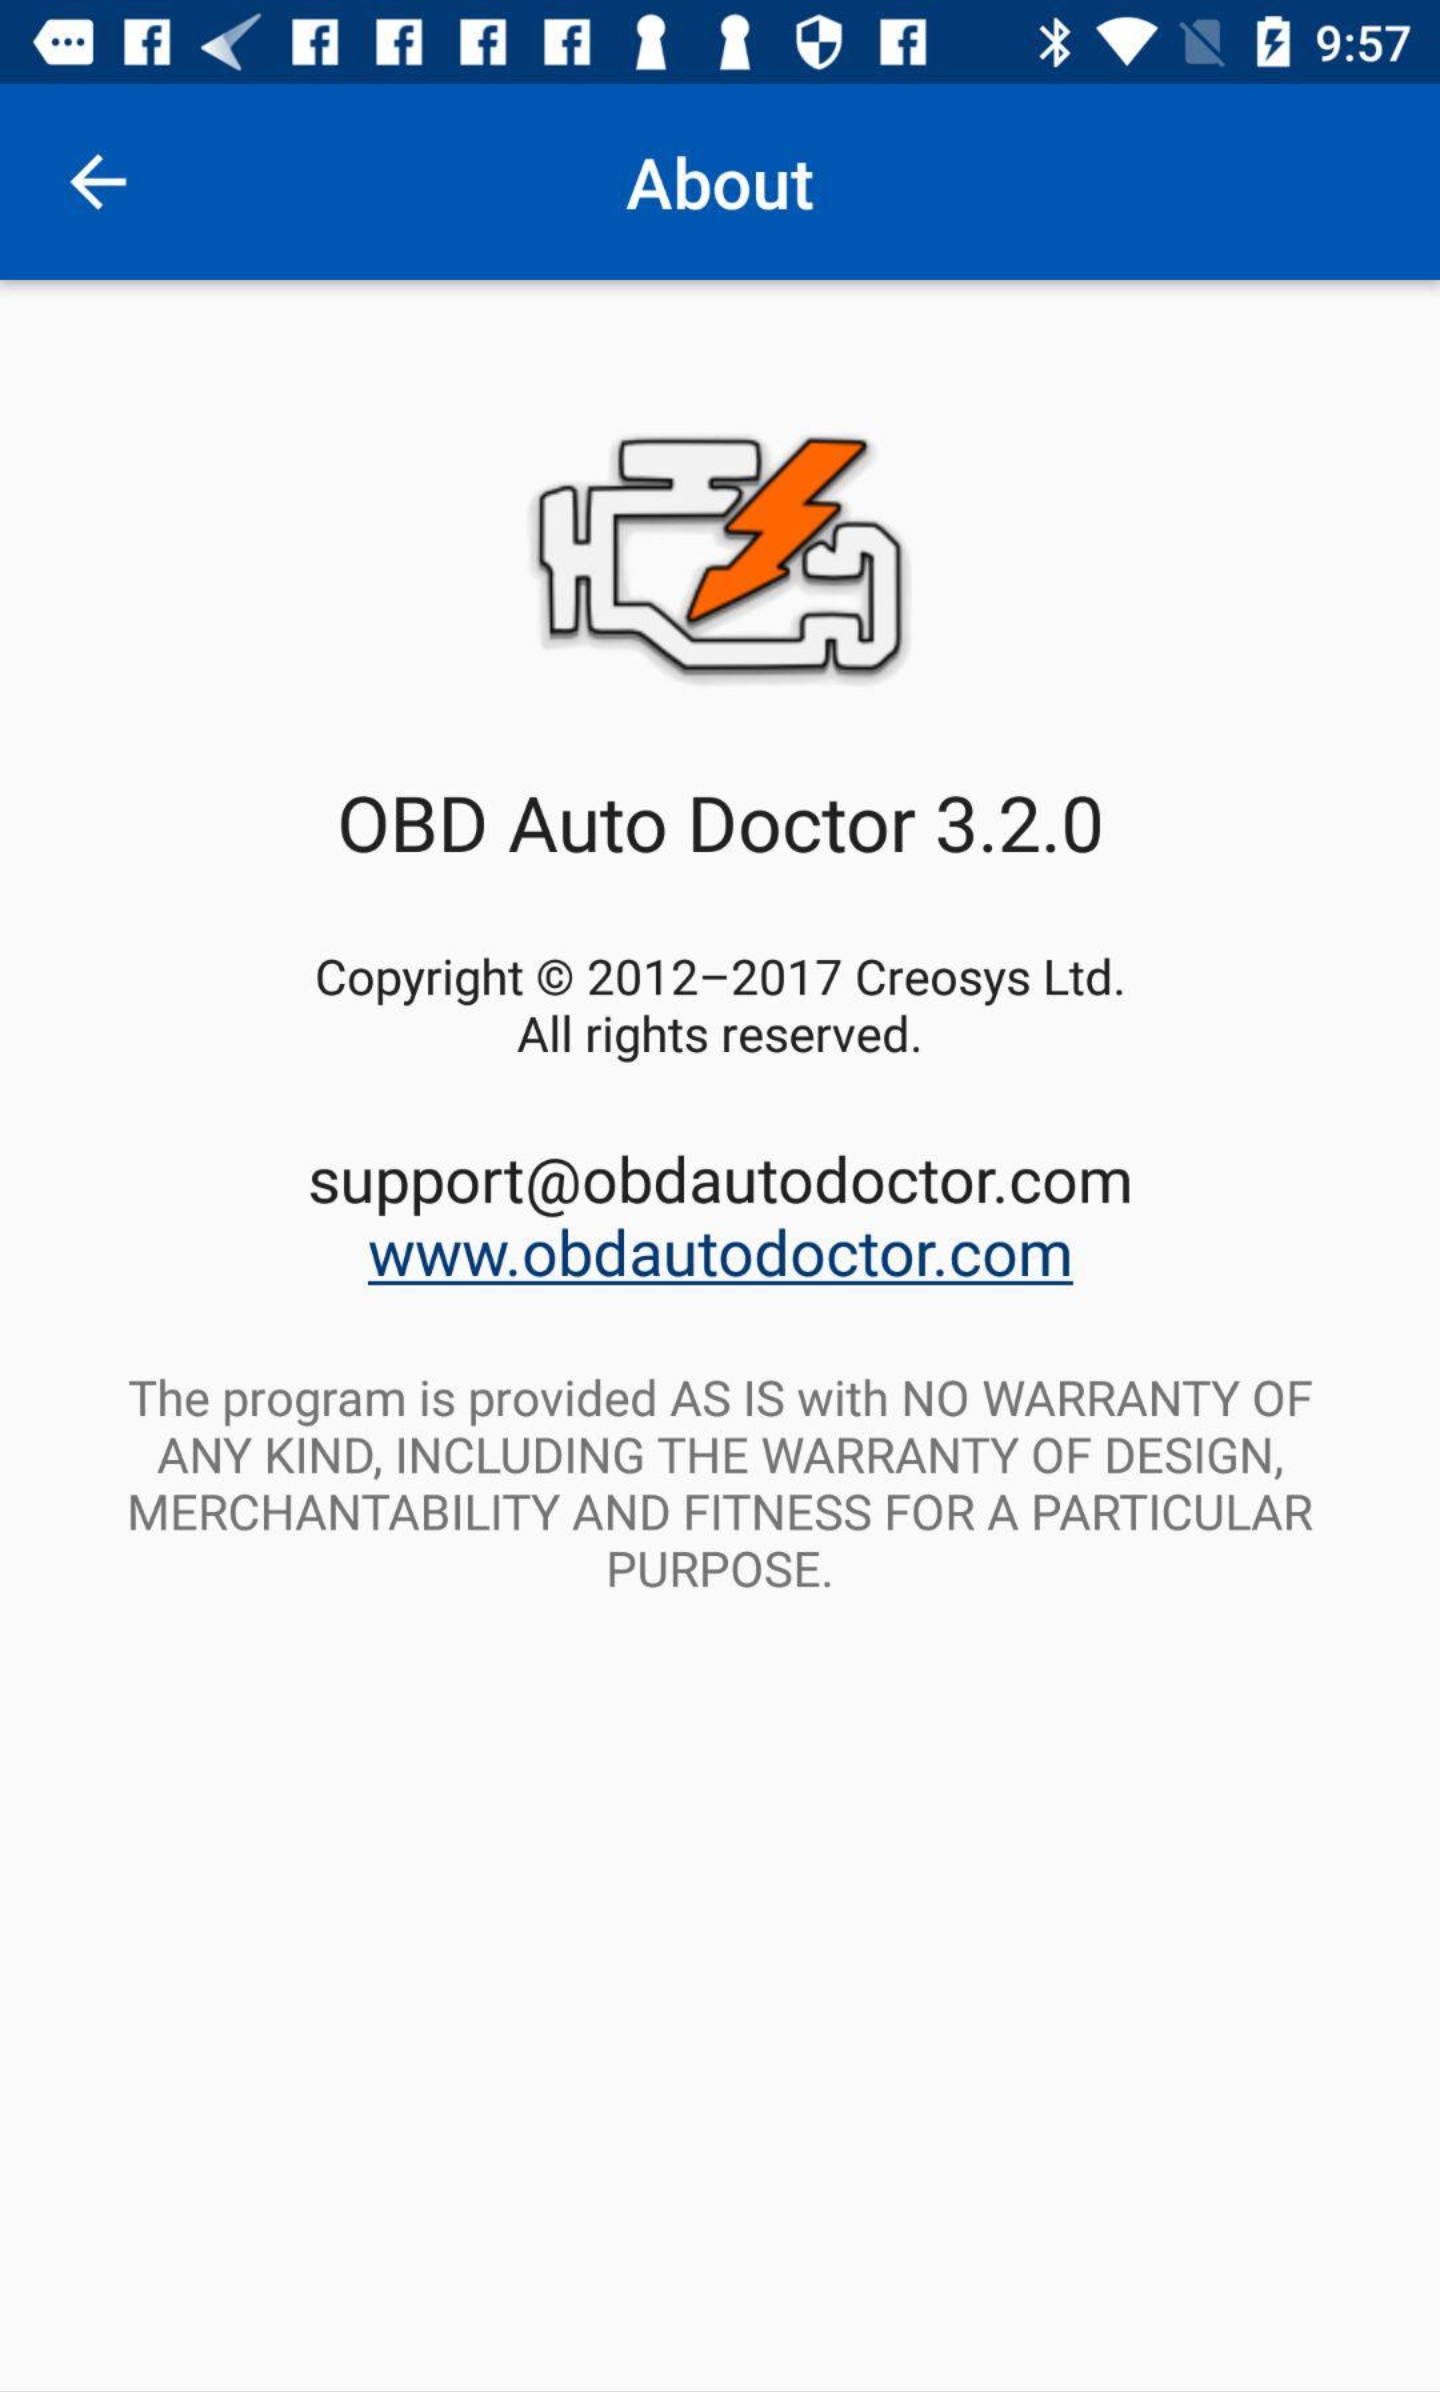 9:57
About
OBD Auto Doctor 3.2.0
Copyright © 2012–2017 Creosys Ltd.
All rights reserved.
support@obdautodoctor.com
www.obdautodoctor.com
The program is provided AS IS with NO WARRANTY OF
ANY KIND, INCLUDING THE WARRANTY OF DESIGN,
MERCHANTABILITY AND FITNESS FOR A PARTICULAR
PURPOSE.